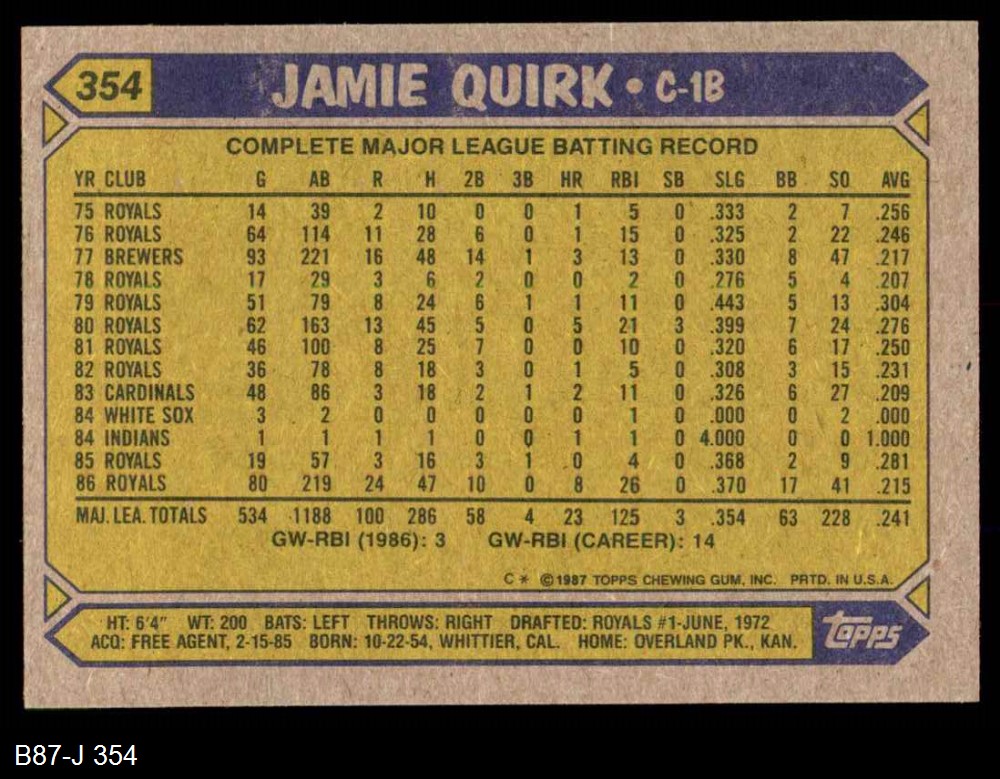 354 JAMIE QUIRK • C-1B
COMPLETE MAJOR LEAGUE BATTING RECORD
YR CLUB G AB R H 2B 3B HR RBI SB SLG BB SO AVG
75 ROYALS 14 39 2 10 0 0 1 5 0 .333 2 7 .256
76 ROYALS 64 114 11 28 6 0 1 15 0 .325 2 22 .246
77 BREWERS 93 221 16 48 14 1 3 13 0 .330 8 47 .217
78 ROYALS 17 29 3 6 2 0 0 2 0 .276 5 4 .207
79 ROYALS 51 79 8 24 6 1 1 11 0 .443 5 13 .304
80 ROYALS 62 163 13 45 5 0 5 21 3 .399 7 24 .276
81 ROYALS 46 100 8 25 7 0 0 10 0 .320 6 17 .250
82 ROYALS 36 78 8 18 3 0 1 5 0 .308 3 15 .231
83 CARDINALS 48 86 3 18 2 1 2 11 0 .326 6 27 .209
84 WHITE SOX 3 2 0 0 0 0 0 1 0 .000 0 2 .000
84 INDIANS 1 1 1 1 0 0 1 1 0 4.000 0 0 1.000
85 ROYALS 19 57 3 16 3 1 0 4 0 .368 2 9 .281
86 ROYALS 80 219 24 47 10 0 8 26 0 .370 17 41 .215
MAJ. LEA. TOTALS 534 1188 100 286 58 4 23 125 3 .354 63 228 .241
GW-RBI (1986): 3 GW-RBI (CAREER): 14
C * ©1987 TOPPS CHEWING GUM, INC. PRTD. IN U.S.A.
HT: 6'4" WT: 200 BATS: LEFT THROWS: RIGHT DRAFTED: ROYALS #1-JUNE, 1972
ACQ: FREE AGENT, 2-15-85 BORN: 10-22-54, WHITTIER, CAL. HOME: OVERLAND PK., KAN.
topps
B87-J 354